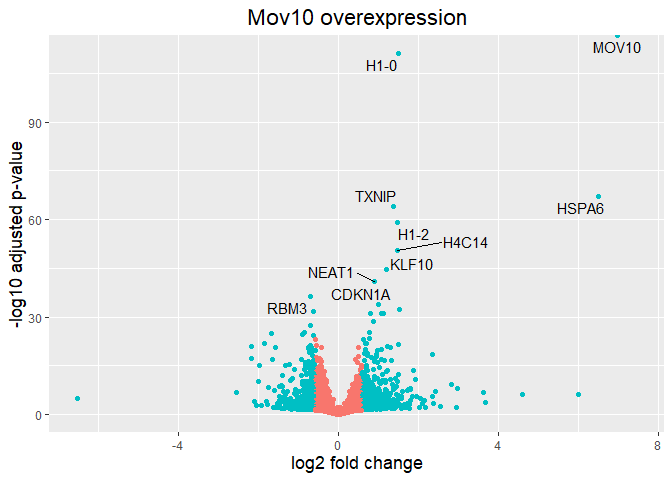 Mov10 overexpression
MOV10
H1-0
90
TXNIP
HSPA6
60
H1-2
H4C14
KLF10
NEAT1
CDKN1A
RBM3
30
0
-4
0
4
8
log2 fold change
-log10 adjusted p-value